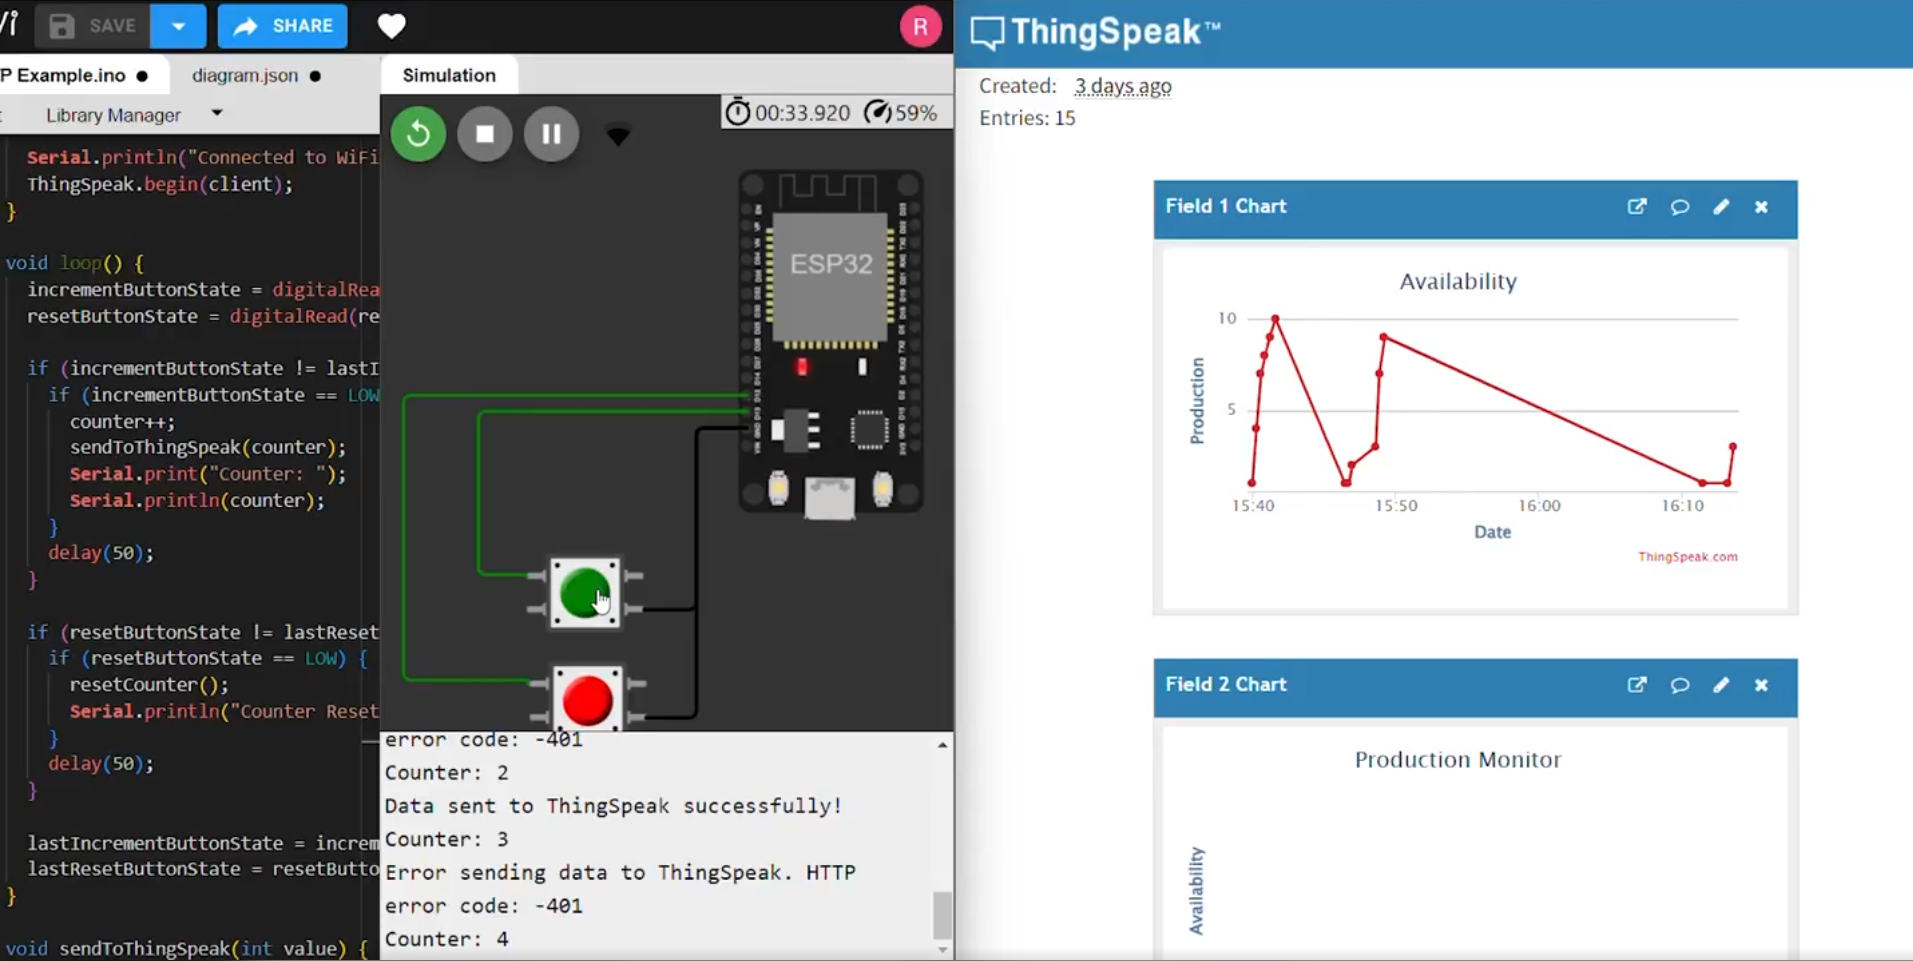 SAVE
SHARE
R
P Example.ino
diagram.json
Library Manager
Serial.println("Connected to WiFi
ThingSpeak.begin(client);
}
void loop() {
incrementButtonState = digitalRea
resetButtonState = digitalRead(re
if (incrementButtonState != lastI
if (incrementButtonState == LOW
counter++;
sendToThingSpeak(counter);
Serial.print("Counter: ");
Serial.println(counter);
}
delay(50);
}
if (resetButtonState != lastReset
if (resetButtonState == LOW) {
resetCounter();
Serial.println("Counter Reset
}
delay(50);
}
lastIncrementButtonState = increm
lastResetButtonState = resetButto
}
void sendToThingSpeak(int value) {
Simulation
00:33.920
59%
ESP32
error code: -401
Counter: 2
Data sent to ThingSpeak successfully!
Counter: 3
Error sending data to ThingSpeak. HTTP
error code: -401
Counter: 4
ThingSpeak™
Created: 3 days ago
Entries: 15
Field 1 Chart
Availability
Production
10
5
15:40
15:50
16:00
16:10
Date
ThingSpeak.com
Field 2 Chart
Production Monitor
Availability